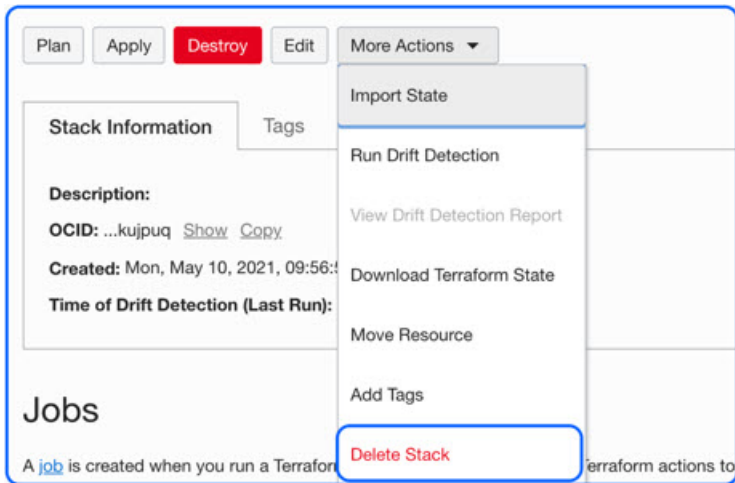 Plan Apply Destroy Edit More Actions
Import State
Stack Information Tags
Run Drift Detection
Description:
View Drift Detection Report
OCID: ...kujpuq Show Copy
Created: Mon, May 10, 2021, 09:56:
Download Terraform State
Time of Drift Detection (Last Run):
Move Resource
Add Tags
Jobs
Delete Stack
A job is created when you run a Terraform actions to